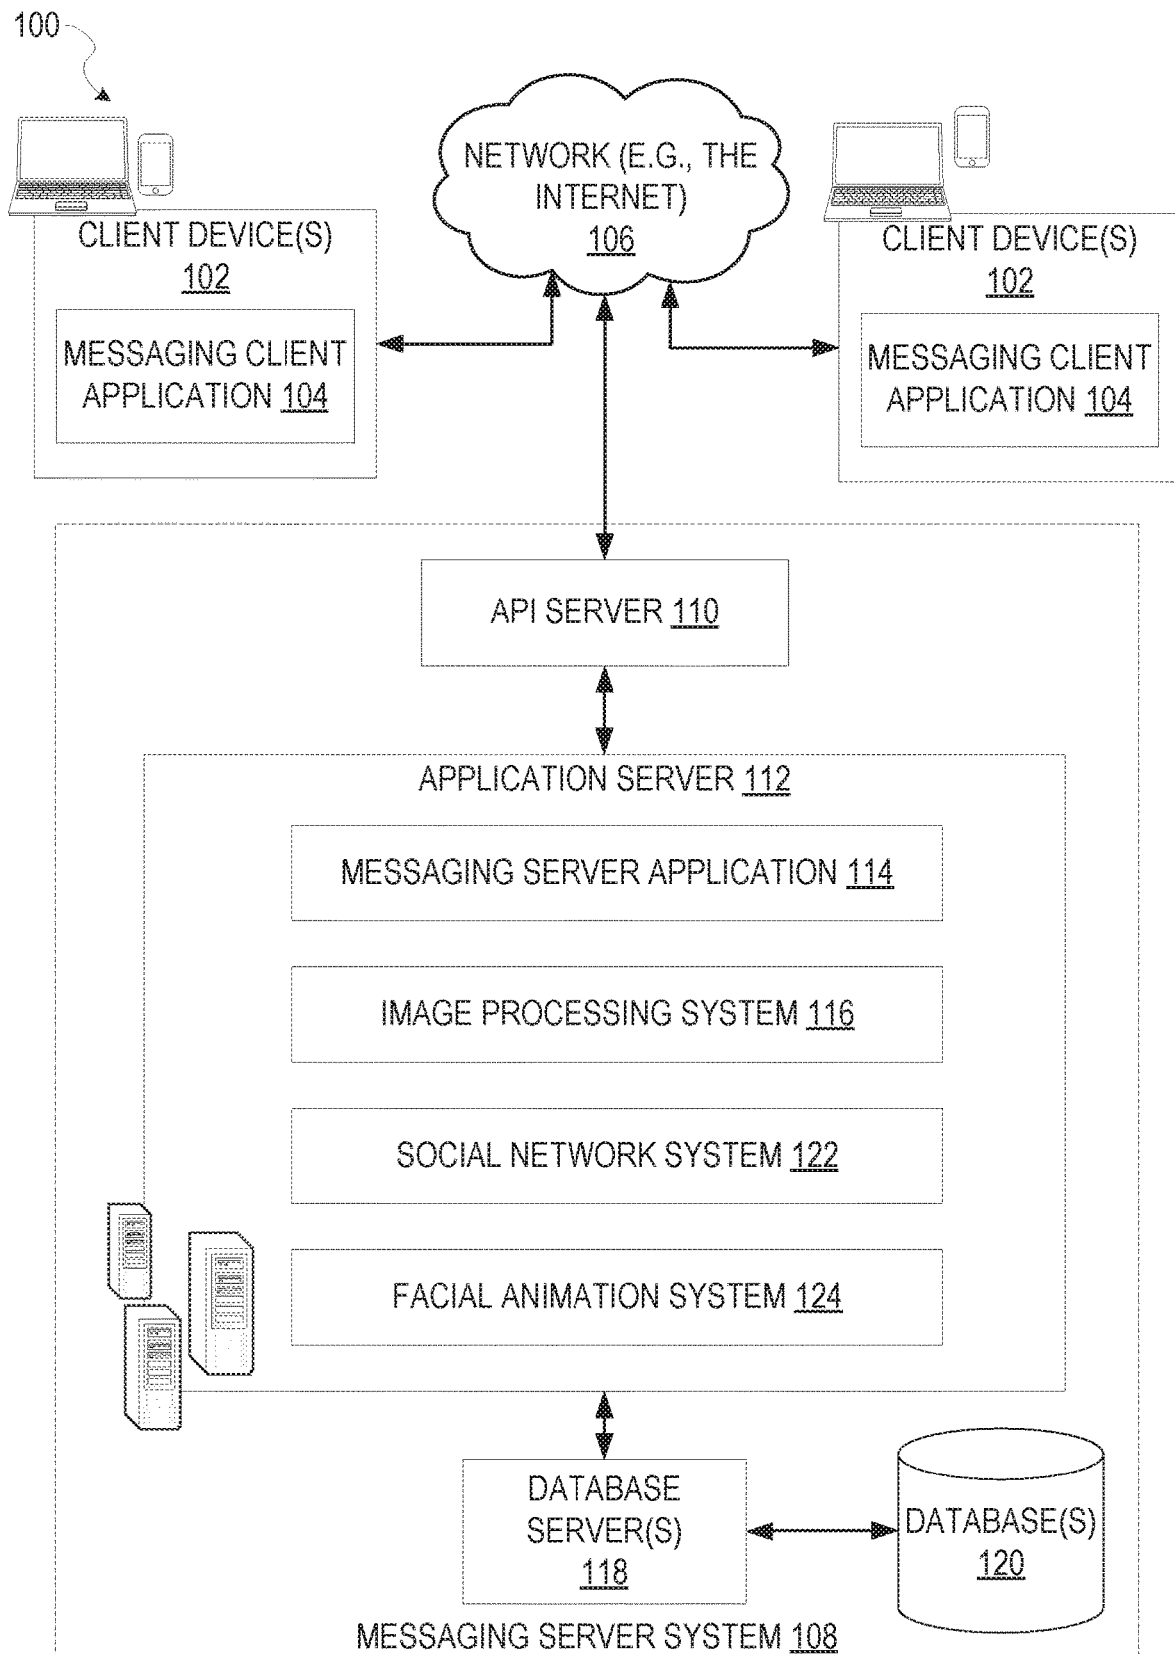 100
NETWORK (E.G., THE
INTERNET)
106
CLIENT DEVICE(S)
102
MESSAGING CLIENT
APPLICATION 104
CLIENT DEVICE(S)
102
MESSAGING CLIENT
APPLICATION 104
API SERVER 110
APPLICATION SERVER 112
MESSAGING SERVER APPLICATION 114
IMAGE PROCESSING SYSTEM 116
SOCIAL NETWORK SYSTEM 122
FACIAL ANIMATION SYSTEM 124
DATABASE
SERVER(S)
118
DATABASE(S)
120
MESSAGING SERVER SYSTEM 108